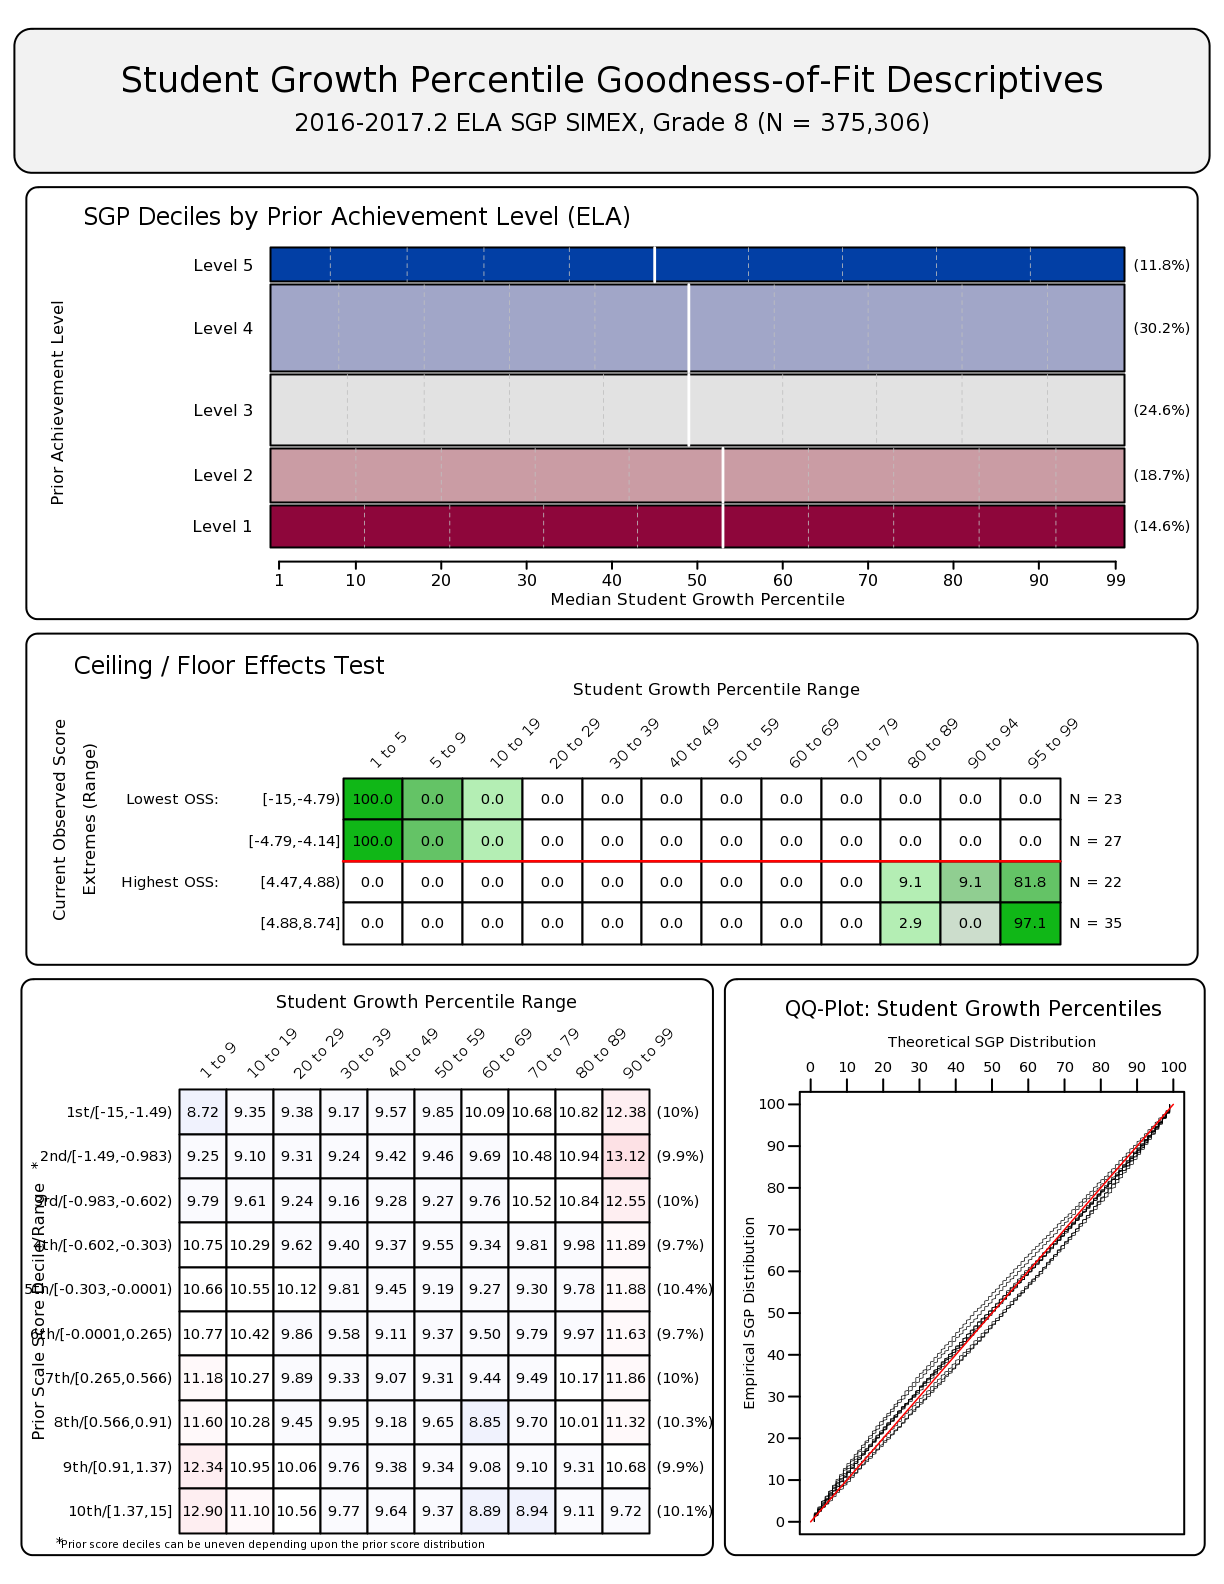 Student Growth Percentile Goodness-of-Fit Descriptives
2016-2017.2 ELA SGP SIMEX, Grade 8 (N = 375,306)
SGP Deciles by Prior Achievement Level (ELA)
Prior Achievement Level
Level 5 (11.8%)
Level 4 (30.2%)
Level 3 (24.6%)
Level 2 (18.7%)
Level 1 (14.6%)
1 10 20 30 40 50 60 70 80 90 99
Median Student Growth Percentile
Ceiling / Floor Effects Test
Student Growth Percentile Range
1 to 5 5 to 9 10 to 19 20 to 29 30 to 39 40 to 49 50 to 59 60 to 69 70 to 79 80 to 89 90 to 94 95 to 99
Current Observed Score
Extremes (Range)
Lowest OSS: [-15,-4.79) 100.0 0.0 0.0 0.0 0.0 0.0 0.0 0.0 0.0 0.0 0.0 0.0 N = 23
[-4.79,-4.14] 100.0 0.0 0.0 0.0 0.0 0.0 0.0 0.0 0.0 0.0 0.0 0.0 N = 27
Highest OSS: [4.47,4.88) 0.0 0.0 0.0 0.0 0.0 0.0 0.0 0.0 0.0 9.1 9.1 81.8 N = 22
[4.88,8.74] 0.0 0.0 0.0 0.0 0.0 0.0 0.0 0.0 0.0 2.9 0.0 97.1 N = 35
Student Growth Percentile Range
1 to 9 10 to 19 20 to 29 30 to 39 40 to 49 50 to 59 60 to 69 70 to 79 80 to 89 90 to 99
Prior Scale Score Decile/Range *
1st/[-15,-1.49) 8.72 9.35 9.38 9.17 9.57 9.85 10.09 10.68 10.82 12.38 (10%)
2nd/[-1.49,-0.983) 9.25 9.10 9.31 9.24 9.42 9.46 9.69 10.48 10.94 13.12 (9.9%)
3rd/[-0.983,-0.602) 9.79 9.61 9.24 9.16 9.28 9.27 9.76 10.52 10.84 12.55 (10%)
4th/[-0.602,-0.303) 10.75 10.29 9.62 9.40 9.37 9.55 9.34 9.81 9.98 11.89 (9.7%)
5th/[-0.303,-0.0001) 10.66 10.55 10.12 9.81 9.45 9.19 9.27 9.30 9.78 11.88 (10.4%)
6th/[-0.0001,0.265) 10.77 10.42 9.86 9.58 9.11 9.37 9.50 9.79 9.97 11.63 (9.7%)
7th/[0.265,0.566) 11.18 10.27 9.89 9.33 9.07 9.31 9.44 9.49 10.17 11.86 (10%)
8th/[0.566,0.91) 11.60 10.28 9.45 9.95 9.18 9.65 8.85 9.70 10.01 11.32 (10.3%)
9th/[0.91,1.37) 12.34 10.95 10.06 9.76 9.38 9.34 9.08 9.10 9.31 10.68 (9.9%)
10th/[1.37,15] 12.90 11.10 10.56 9.77 9.64 9.37 8.89 8.94 9.11 9.72 (10.1%)
*Prior score deciles can be uneven depending upon the prior score distribution
QQ-Plot: Student Growth Percentiles
Theoretical SGP Distribution
0 10 20 30 40 50 60 70 80 90 100
Empirical SGP Distribution
100
90
80
70
60
50
40
30
20
10
0